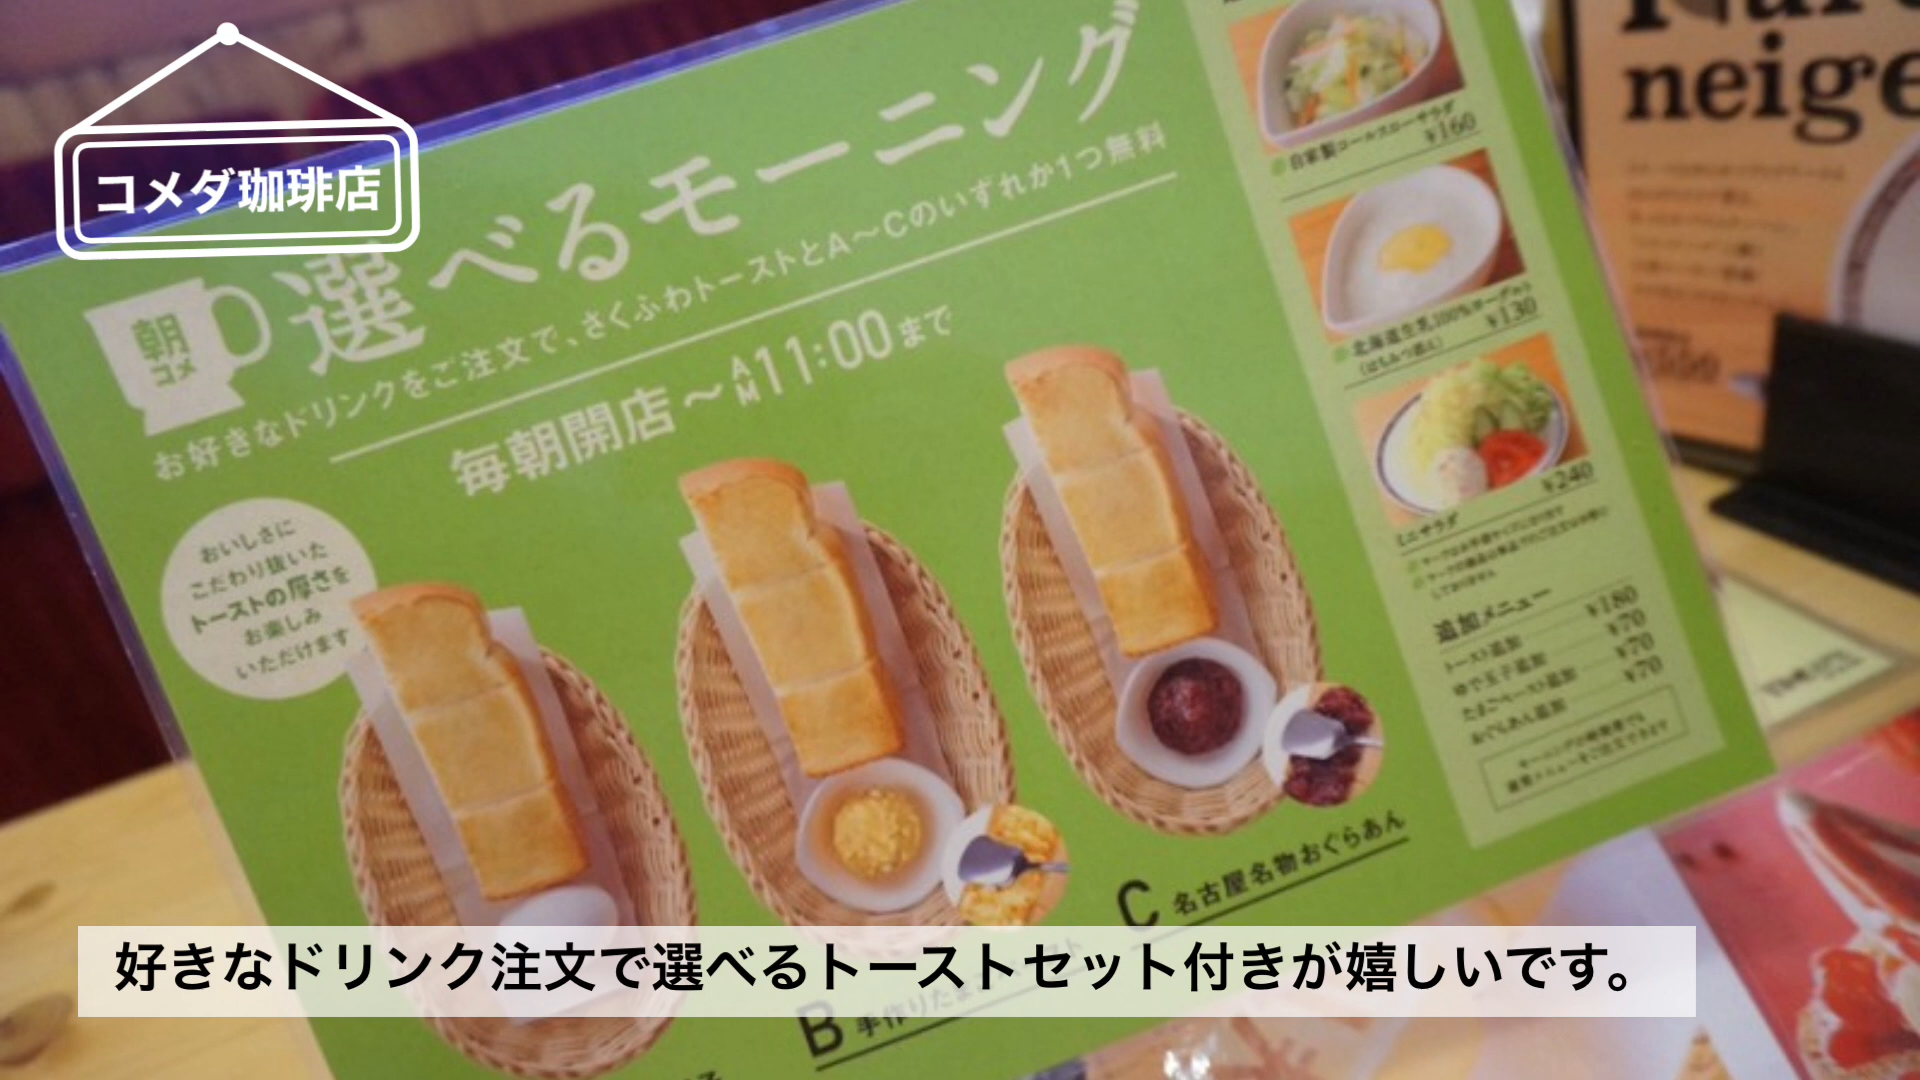 コメダ珈琲店
朝
コメ
選べるモーニング
お好きなドリンクをご注文で、さくふわトーストとA～Cのいずれか1つ無料
毎朝開店～AM11:00まで
おいしさに
こだわり抜いた
トーストの厚さを
お楽しみ
いただけます
B 手作りたまごペースト
C 名古屋名物おぐらあん
自家製コールスローサラダ
¥160
北海道生乳100%ヨーグルト
¥130
(はちみつ添え)
¥240
ミニサラダ
追加メニュー
トースト追加 ¥180
ゆで玉子追加 ¥70
たまごペースト追加 ¥70
おぐらあん追加 ¥70
neige
好きなドリンク注文で選べるトーストセット付きが嬉しいです。